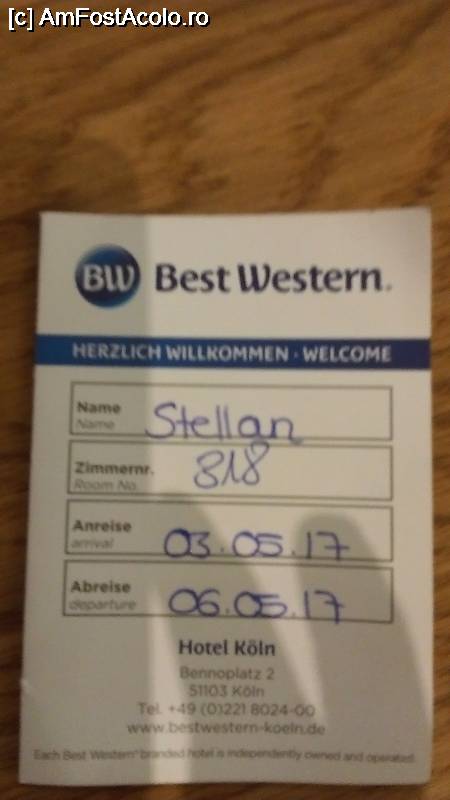 [c] AmFostAcolo.ro
BW Best Western.
HERZLICH WILLKOMMEN · WELCOME
Name Stellan
Name
Zimmernr. 818
Room No.
Anreise 03.05.17
arrival
Abreise 06.05.17
departure
Hotel Köln
Bennoplatz 2
51103 Köln
Tel. +49 (0)221 8024-00
www.bestwestern-koeln.de
Each Best Western® branded hotel is independently owned and operated.